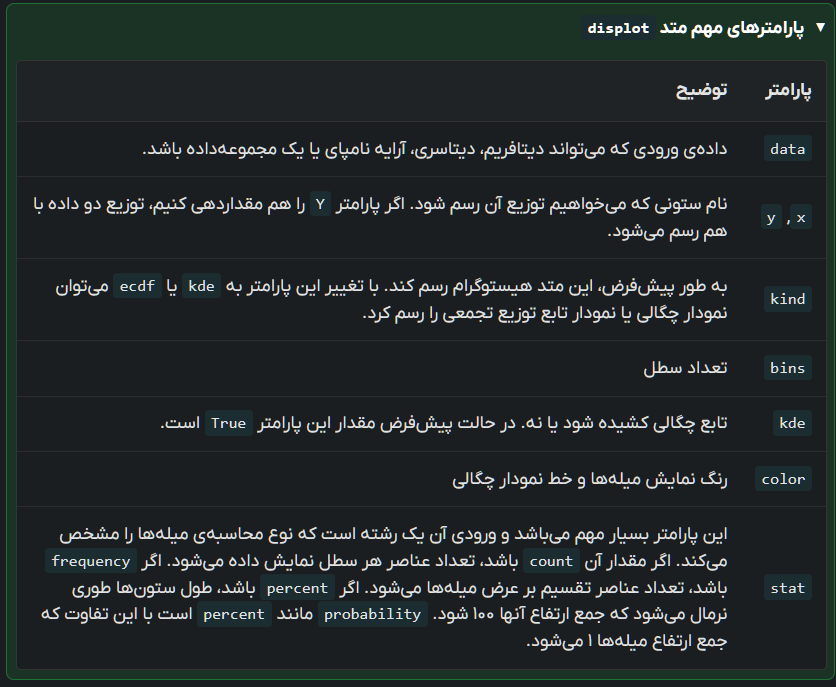 ▼ پارامترهای مهم متد displot
پارامتر توضیح
data داده‌ی ورودی که می‌تواند دیتافریم، دیتاسری، آرایه نامپای یا یک مجموعه‌داده باشد.
x, y نام ستونی که می‌خواهیم توزیع آن رسم شود. اگر پارامتر Y را هم مقداردهی کنیم، توزیع دو داده با
هم رسم می‌شود.
kind به طور پیش‌فرض، این متد هیستوگرام رسم کند. با تغییر این پارامتر به kde یا ecdf می‌توان
نمودار چگالی یا نمودار تابع توزیع تجمعی را رسم کرد.
bins تعداد سطل
kde تابع چگالی کشیده شود یا نه. در حالت پیش‌فرض مقدار این پارامتر True است.
color رنگ نمایش میله‌ها و خط نمودار چگالی
stat این پارامتر بسیار مهم می‌باشد و ورودی آن یک رشته است که نوع محاسبه‌ی میله‌ها را مشخص
می‌کند. اگر مقدار آن count باشد، تعداد عناصر هر سطل نمایش داده می‌شود. اگر frequency
باشد، تعداد عناصر تقسیم بر عرض میله‌ها می‌شود. اگر percent باشد، طول ستون‌ها طوری
نرمال می‌شود که جمع ارتفاع آنها ۱۰۰ شود. probability مانند percent است با این تفاوت که
جمع ارتفاع میله‌ها ۱ می‌شود.